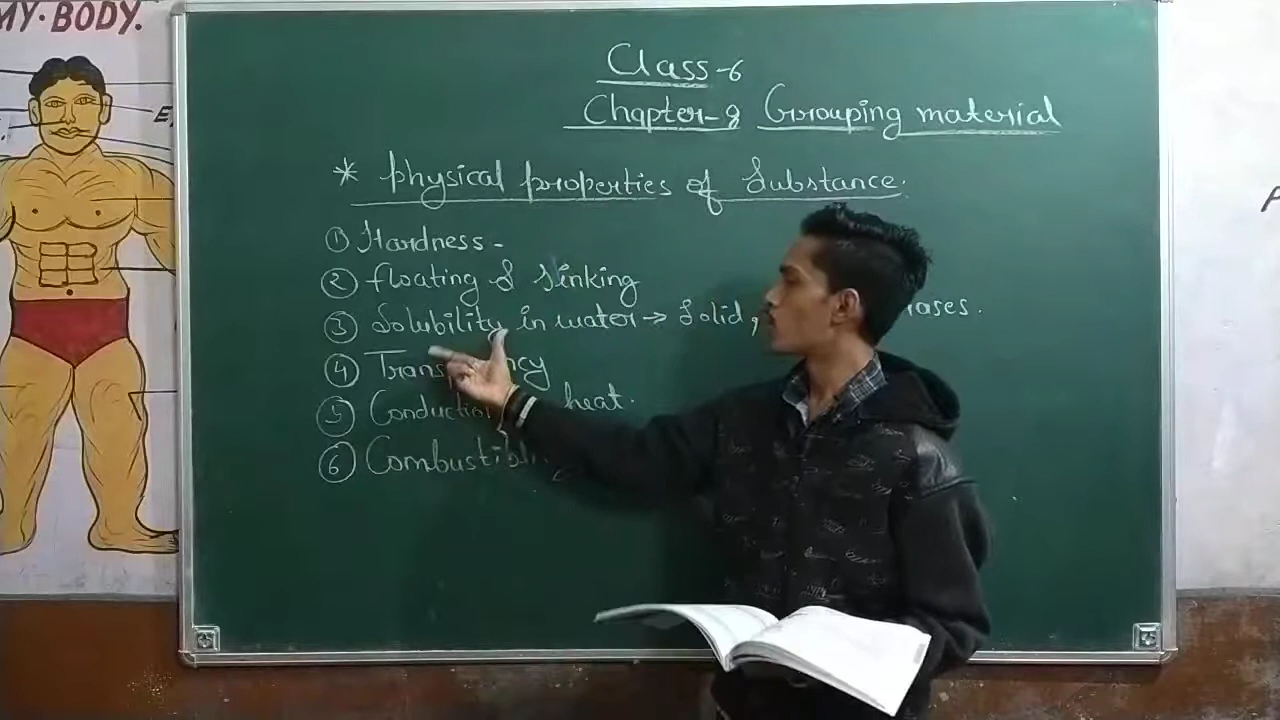 MY·BODY.
Class-6
Chapter-8 Grouping material
* Physical properties of Substance.
① Hardness -
② floating & Sinking
③ Solubility in water → Solid,
④
⑤ heat.
⑥